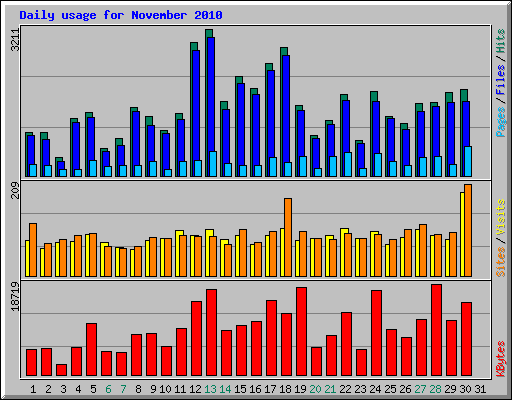 Daily usage for November 2010
3211
Pages / Files / Hits
209
Sites / Visits
18719
KBytes
1 2 3 4 5 6 7 8 9 10 11 12 13 14 15 16 17 18 19 20 21 22 23 24 25 26 27 28 29 30 31